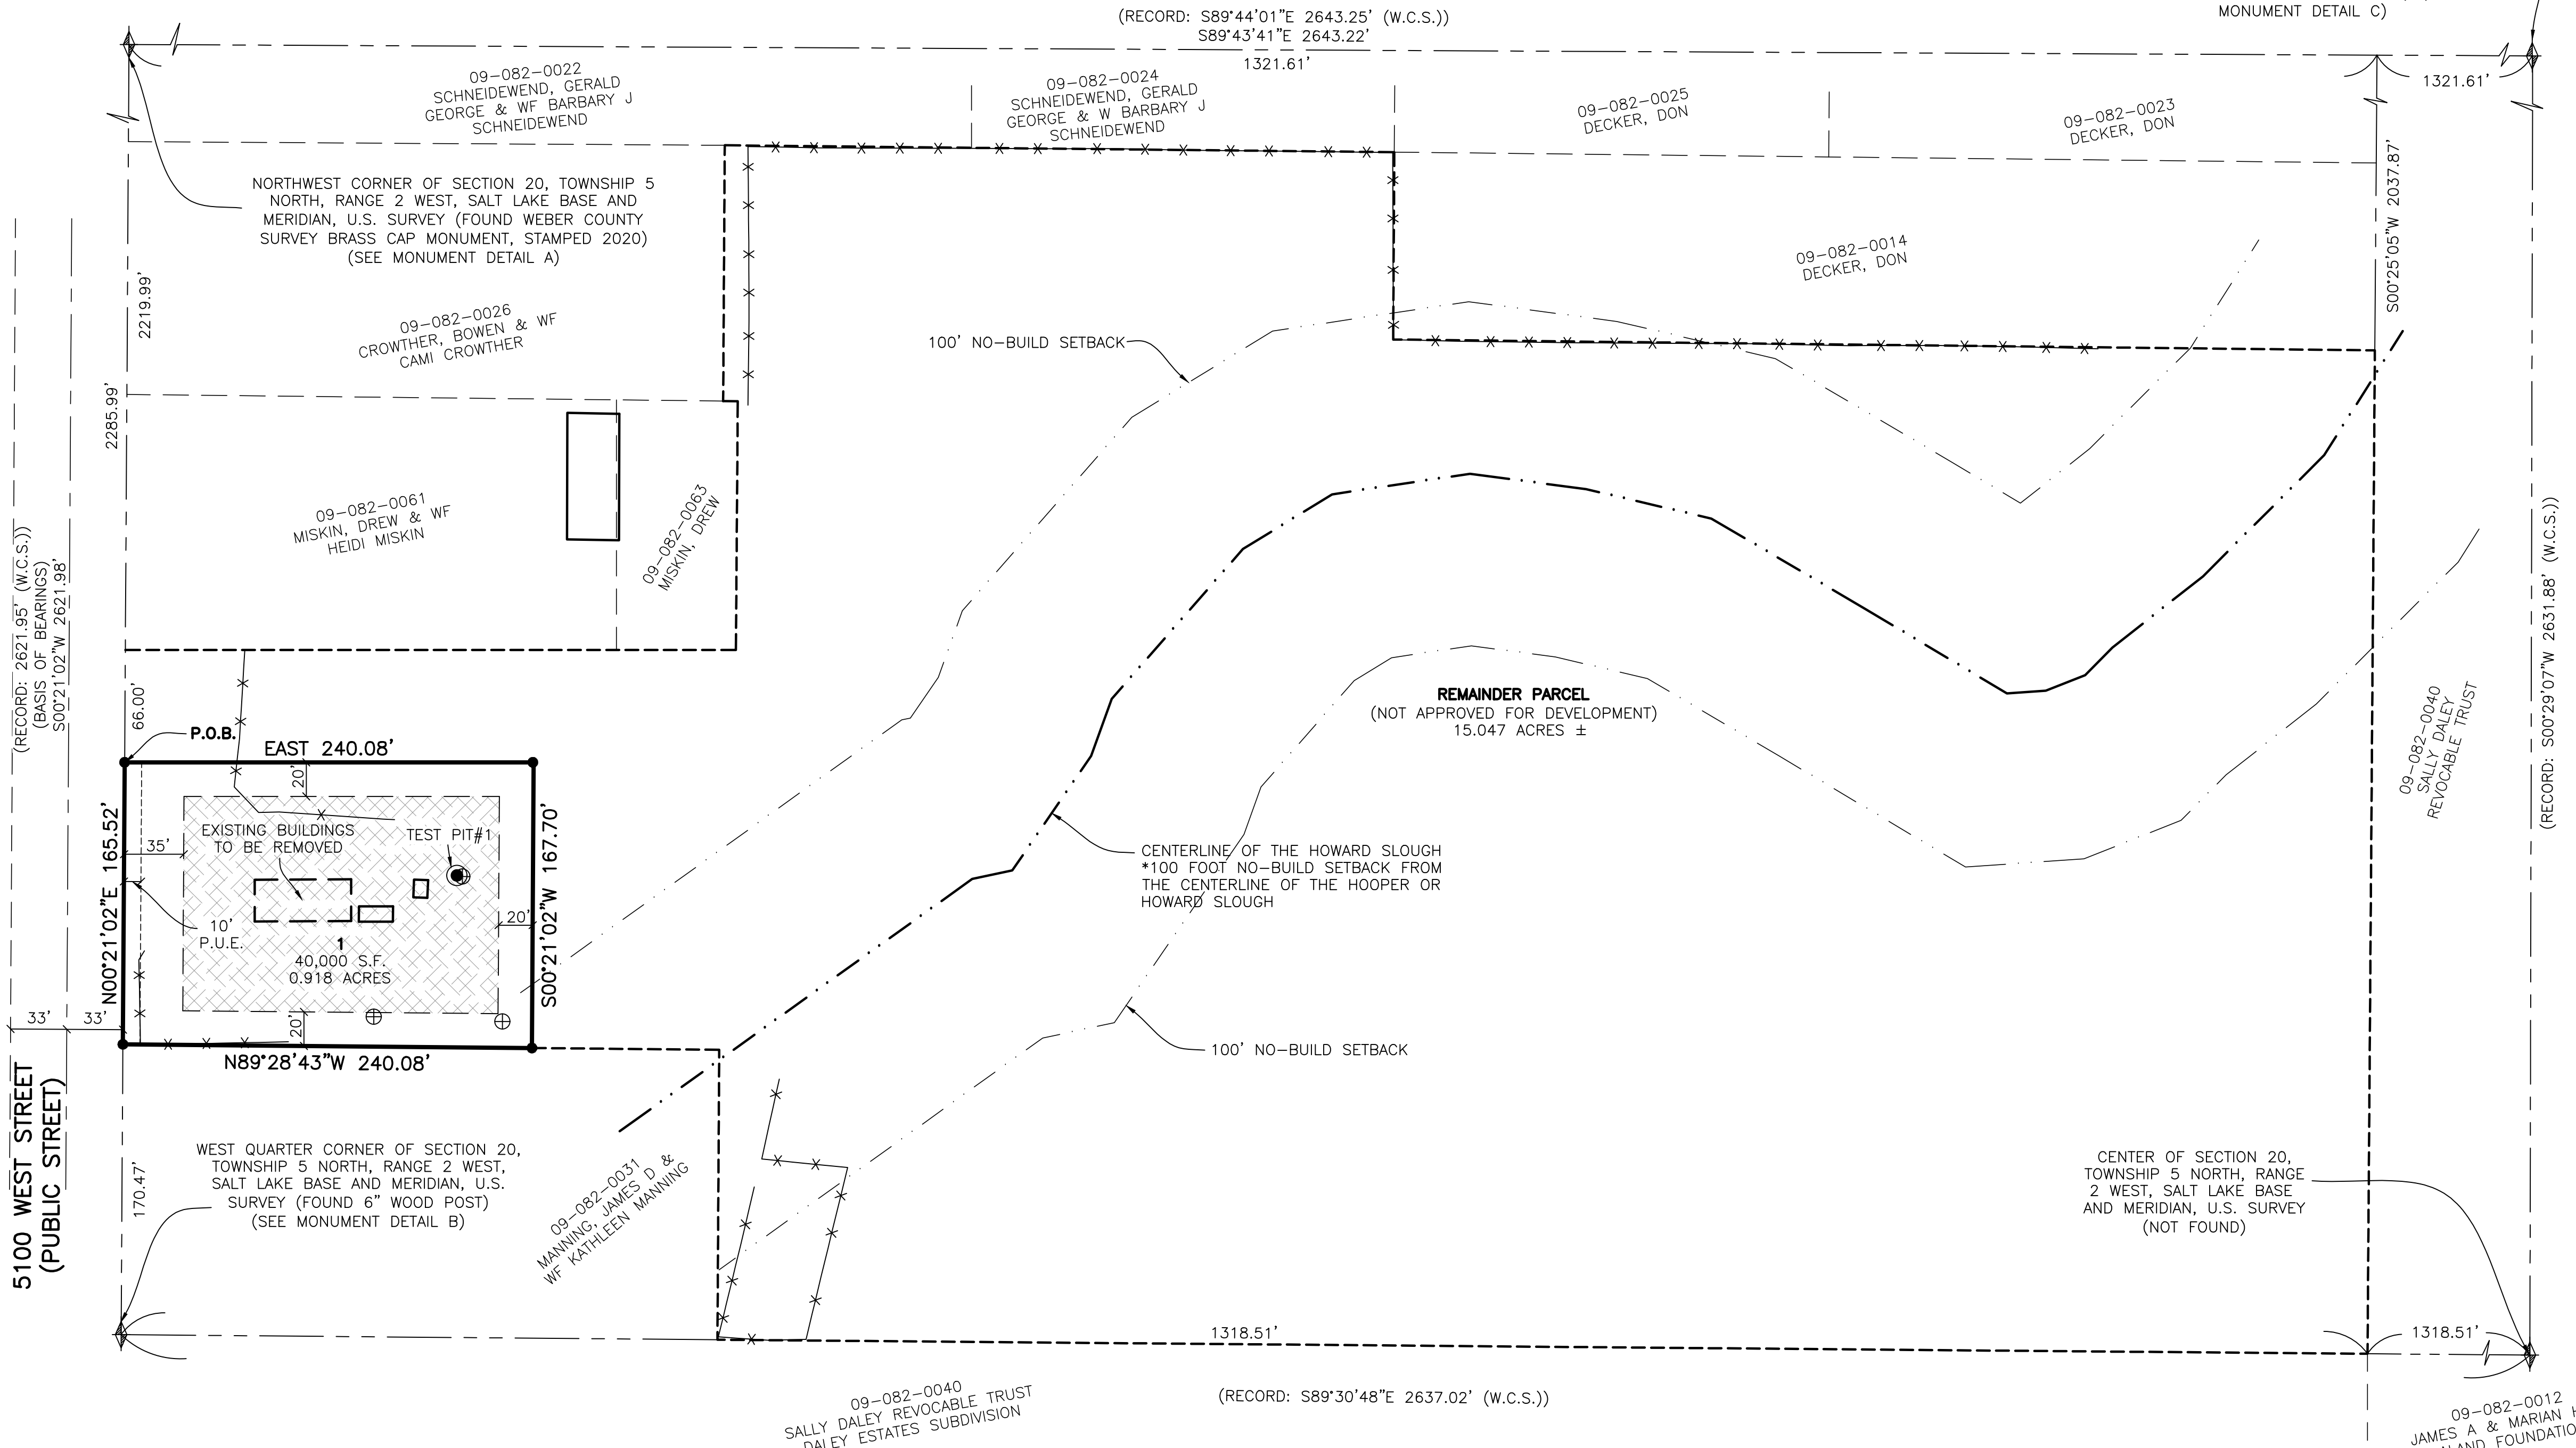 (RECORD: S89°44'01"E 2643.25' (W.C.S.))
S89°43'41"E 2643.22'
1321.61'
MONUMENT DETAIL C)
1321.61'
09-082-0022
SCHNEIDEWEND, GERALD
GEORGE & WF BARBARY J
SCHNEIDEWEND
09-082-0024
SCHNEIDEWEND, GERALD
GEORGE & W BARBARY J
SCHNEIDEWEND
09-082-0025
DECKER, DON
09-082-0023
DECKER, DON
S00°25'05"W 2037.87'
NORTHWEST CORNER OF SECTION 20, TOWNSHIP 5
NORTH, RANGE 2 WEST, SALT LAKE BASE AND
MERIDIAN, U.S. SURVEY (FOUND WEBER COUNTY
SURVEY BRASS CAP MONUMENT, STAMPED 2020)
(SEE MONUMENT DETAIL A)
2219.99'
2285.99'
09-082-0026
CROWTHER, BOWEN & WF
CAMI CROWTHER
09-082-0014
DECKER, DON
100' NO-BUILD SETBACK
09-082-0061
MISKIN, DREW & WF
HEIDI MISKIN
09-082-0063
MISKIN, DREW
(RECORD: 2621.95' (W.C.S.))
(BASIS OF BEARINGS)
S00°21'02"W 2621.98'
(RECORD: S00°29'07"W 2631.88' (W.C.S.))
66.00'
P.O.B.
EAST 240.08'
20'
N00°21'02"E 165.52'
S00°21'02"W 167.70'
EXISTING BUILDINGS
TO BE REMOVED
TEST PIT#1
35'
10'
P.U.E.
20'
1
40,000 S.F.
0.918 ACRES
20'
33'
33'
N89°28'43"W 240.08'
REMAINDER PARCEL
(NOT APPROVED FOR DEVELOPMENT)
15.047 ACRES ±
09-082-0040
SALLY DALEY
REVOCABLE TRUST
CENTERLINE OF THE HOWARD SLOUGH
*100 FOOT NO-BUILD SETBACK FROM
THE CENTERLINE OF THE HOOPER OR
HOWARD SLOUGH
100' NO-BUILD SETBACK
5100 WEST STREET
(PUBLIC STREET)
170.47'
WEST QUARTER CORNER OF SECTION 20,
TOWNSHIP 5 NORTH, RANGE 2 WEST,
SALT LAKE BASE AND MERIDIAN, U.S.
SURVEY (FOUND 6" WOOD POST)
(SEE MONUMENT DETAIL B)
09-082-0031
MANNING, JAMES D &
WF KATHLEEN MANNING
CENTER OF SECTION 20,
TOWNSHIP 5 NORTH, RANGE
2 WEST, SALT LAKE BASE
AND MERIDIAN, U.S. SURVEY
(NOT FOUND)
1318.51'
1318.51'
09-082-0040
SALLY DALEY REVOCABLE TRUST
DALEY ESTATES SUBDIVISION
(RECORD: S89°30'48"E 2637.02' (W.C.S.))
09-082-0012
JAMES A & MARIAN